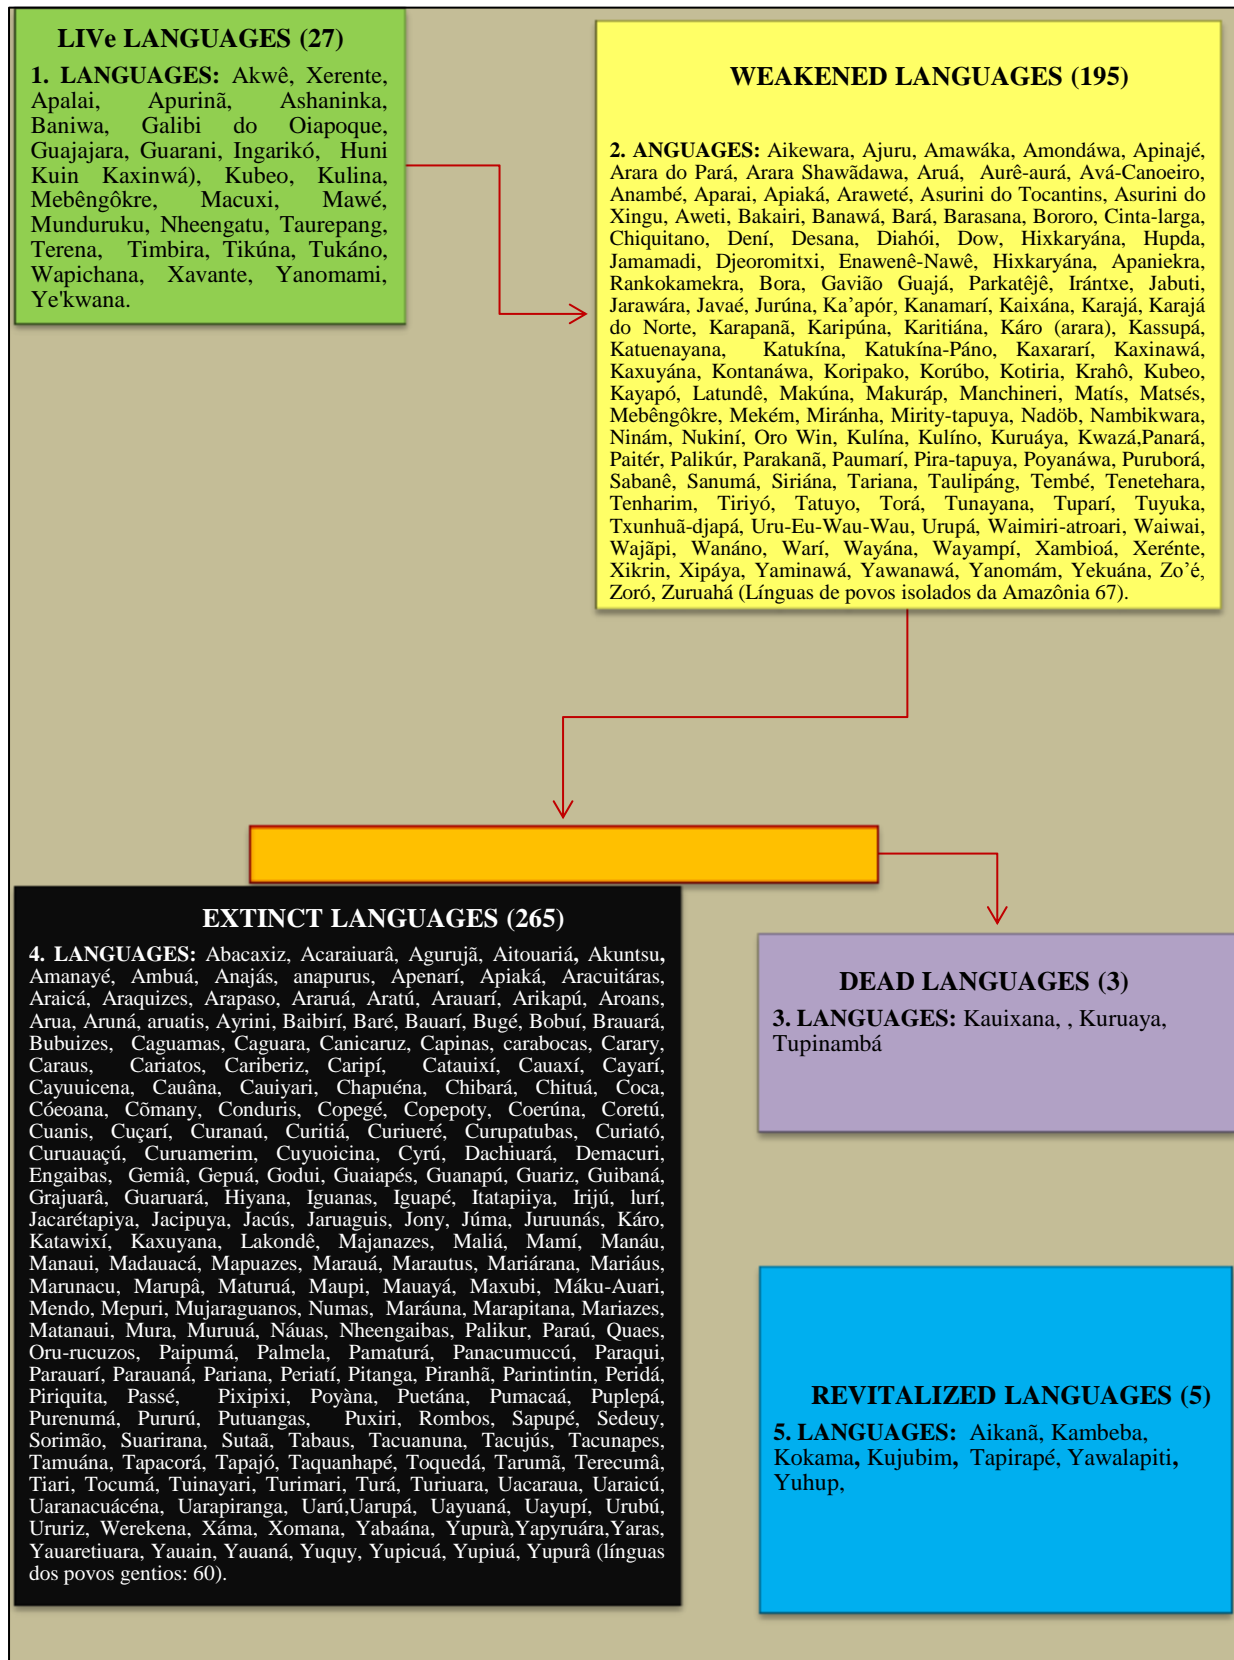 LIVe LANGUAGES (27)
1. LANGUAGES: Akwê, Xerente,
Apalai, Apurinã, Ashaninka,
Baniwa, Galibi do Oiapoque,
Guajajara, Guarani, Ingarikó, Huni
Kuin Kaxinwá), Kubeo, Kulina,
Mebêngôkre, Macuxi, Mawé,
Munduruku, Nheengatu, Taurepang,
Terena, Timbira, Tikúna, Tukáno,
Wapichana, Xavante, Yanomami,
Ye'kwana.
WEAKENED LANGUAGES (195)
2. ANGUAGES: Aikewara, Ajuru, Amawáka, Amondáwa, Apinajé,
Arara do Pará, Arara Shawãdawa, Aruá, Aurê-aurá, Avá-Canoeiro,
Anambé, Aparai, Apiaká, Araweté, Asurini do Tocantins, Asurini do
Xingu, Aweti, Bakairi, Banawá, Bará, Barasana, Bororo, Cinta-larga,
Chiquitano, Dení, Desana, Diahói, Dow, Hixkaryána, Hupda,
Jamamadi, Djeoromitxi, Enawenê-Nawê, Hixkaryána, Apaniekra,
Rankokamekra, Bora, Gavião Guajá, Parkatêjê, Irántxe, Jabuti,
Jarawára, Javaé, Jurúna, Ka’apór, Kanamarí, Kaixána, Karajá, Karajá
do Norte, Karapanã, Karipúna, Karitiána, Káro (arara), Kassupá,
Katuenayana, Katukína, Katukína-Páno, Kaxararí, Kaxinawá,
Kaxuyána, Kontanáwa, Koripako, Korúbo, Kotiria, Krahô, Kubeo,
Kayapó, Latundê, Makúna, Makuráp, Manchineri, Matís, Matsés,
Mebêngôkre, Mekém, Miránha, Mirity-tapuya, Nadöb, Nambikwara,
Ninám, Nukiní, Oro Win, Kulína, Kulíno, Kuruáya, Kwazá,Panará,
Paitér, Palikúr, Parakanã, Paumarí, Pira-tapuya, Poyanáwa, Puruborá,
Sabanê, Sanumá, Siriána, Tariana, Taulipáng, Tembé, Tenetehara,
Tenharim, Tiriyó, Tatuyo, Torá, Tunayana, Tuparí, Tuyuka,
Txunhuã-djapá, Uru-Eu-Wau-Wau, Urupá, Waimiri-atroari, Waiwai,
Wajãpi, Wanáno, Warí, Wayána, Wayampí, Xambioá, Xerénte,
Xikrin, Xipáya, Yaminawá, Yawanawá, Yanomám, Yekuána, Zo’é,
Zoró, Zuruahá (Línguas de povos isolados da Amazônia 67).
EXTINCT LANGUAGES (265)
4. LANGUAGES: Abacaxiz, Acaraiuarâ, Agurujã, Aitouariá, Akuntsu,
Amanayé, Ambuá, Anajás, anapurus, Apenarí, Apiaká, Aracuitáras,
Araicá, Araquizes, Arapaso, Araruá, Aratú, Arauarí, Arikapú, Aroans,
Arua, Aruná, aruatis, Ayrini, Baibirí, Baré, Bauarí, Bugé, Bobuí, Brauará,
Bubuizes, Caguamas, Caguara, Canicaruz, Capinas, carabocas, Carary,
Caraus, Cariatos, Cariberiz, Caripí, Catauixí, Cauaxí, Cayarí,
Cayuuicena, Cauâna, Cauiyari, Chapuéna, Chibará, Chituá, Coca,
Cóeoana, Cõmany, Conduris, Copegé, Copepoty, Coerúna, Coretú,
Cuanis, Cuçarí, Curanaú, Curitiá, Curiueré, Curupatubas, Curiató,
Curuauaçú, Curuamerim, Cuyuoicina, Cyrú, Dachiuará, Demacuri,
Engaibas, Gemiâ, Gepuá, Godui, Guaiapés, Guanapú, Guariz, Guibaná,
Grajuarâ, Guaruará, Hiyana, Iguanas, Iguapé, Itatapiiya, Irijú, lurí,
Jacarétapiya, Jacipuya, Jacús, Jaruaguis, Jony, Júma, Juruunás, Káro,
Katawixí, Kaxuyana, Lakondê, Majanazes, Maliá, Mamí, Manáu,
Manaui, Madauacá, Mapuazes, Marauá, Marautus, Mariárana, Mariáus,
Marunacu, Marupâ, Maturuá, Maupi, Mauayá, Maxubi, Máku-Auari,
Mendo, Mepuri, Mujaraguanos, Numas, Maráuna, Marapitana, Mariazes,
Matanaui, Mura, Muruuá, Náuas, Nheengaibas, Palikur, Paraú, Quaes,
Oru-rucuzos, Paipumá, Palmela, Pamaturá, Panacumuccú, Paraqui,
Parauarí, Parauaná, Pariana, Periatí, Pitanga, Piranhã, Parintintin, Peridá,
Piriquita, Passé, Pixipixi, Poyàna, Puetána, Pumacaá, Puplepá,
Purenumá, Pururú, Putuangas, Puxiri, Rombos, Sapupé, Sedeuy,
Sorimão, Suarirana, Sutaã, Tabaus, Tacuanuna, Tacujús, Tacunapes,
Tamuána, Tapacorá, Tapajó, Taquanhapé, Toquedá, Tarumã, Terecumâ,
Tiari, Tocumá, Tuinayari, Turimari, Turá, Turiuara, Uacaraua, Uaraicú,
Uaranacuácéna, Uarapiranga, Uarú,Uarupá, Uayuaná, Uayupí, Urubú,
Ururiz, Werekena, Xáma, Xomana, Yabaána, Yupurà,Yapyruára,Yaras,
Yauaretiuara, Yauain, Yauaná, Yuquy, Yupicuá, Yupiuá, Yupurâ (línguas
dos povos gentios: 60).
DEAD LANGUAGES (3)
3. LANGUAGES: Kauixana, , Kuruaya,
Tupinambá
REVITALIZED LANGUAGES (5)
5. LANGUAGES: Aikanã, Kambeba,
Kokama, Kujubim, Tapirapé, Yawalapiti,
Yuhup,